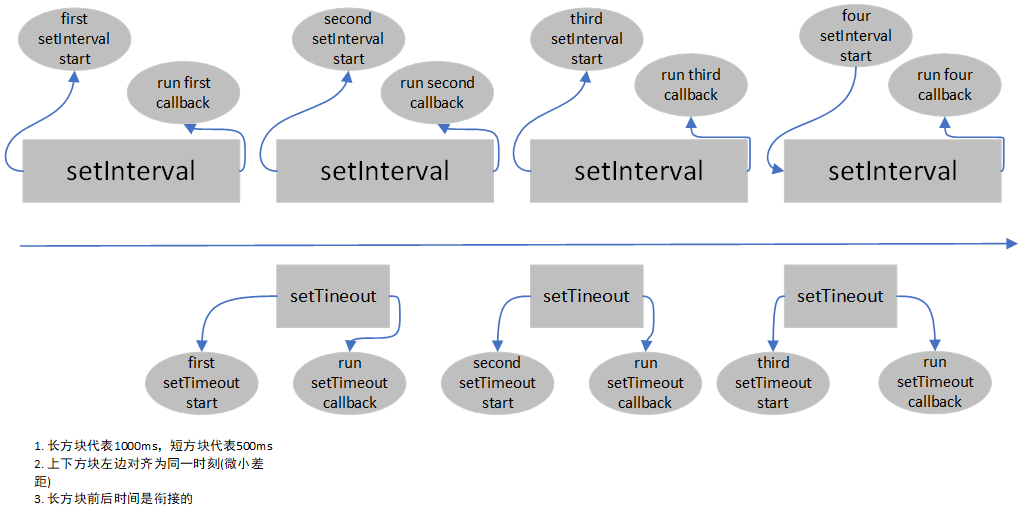 first
setInterval
start
run first
callback
setInterval
second
setInterval
start
run second
callback
setInterval
third
setInterval
start
run third
callback
setInterval
four
setInterval
start
run four
callback
setInterval
setTineout
first
setTimeout
start
run
setTimeout
callback
setTineout
second
setTimeout
start
run
setTimeout
callback
setTineout
third
setTimeout
start
run
setTimeout
callback
1. 长方块代表1000ms，短方块代表500ms
2. 上下方块左边对齐为同一时刻(微小差
距)
3. 长方块前后时间是衔接的